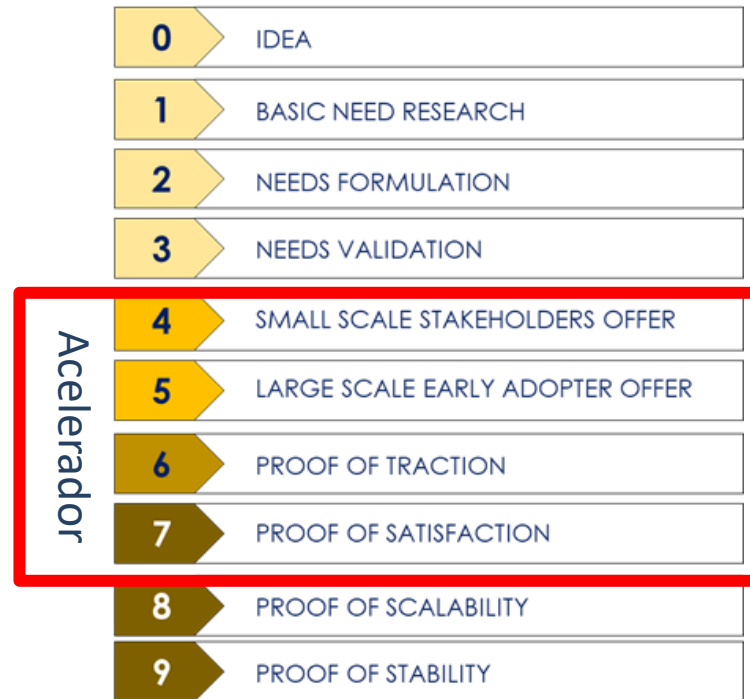 0 IDEA
1 BASIC NEED RESEARCH
2 NEEDS FORMULATION
3 NEEDS VALIDATION
Acelerador
4 SMALL SCALE STAKEHOLDERS OFFER
5 LARGE SCALE EARLY ADOPTER OFFER
6 PROOF OF TRACTION
7 PROOF OF SATISFACTION
8 PROOF OF SCALABILITY
9 PROOF OF STABILITY